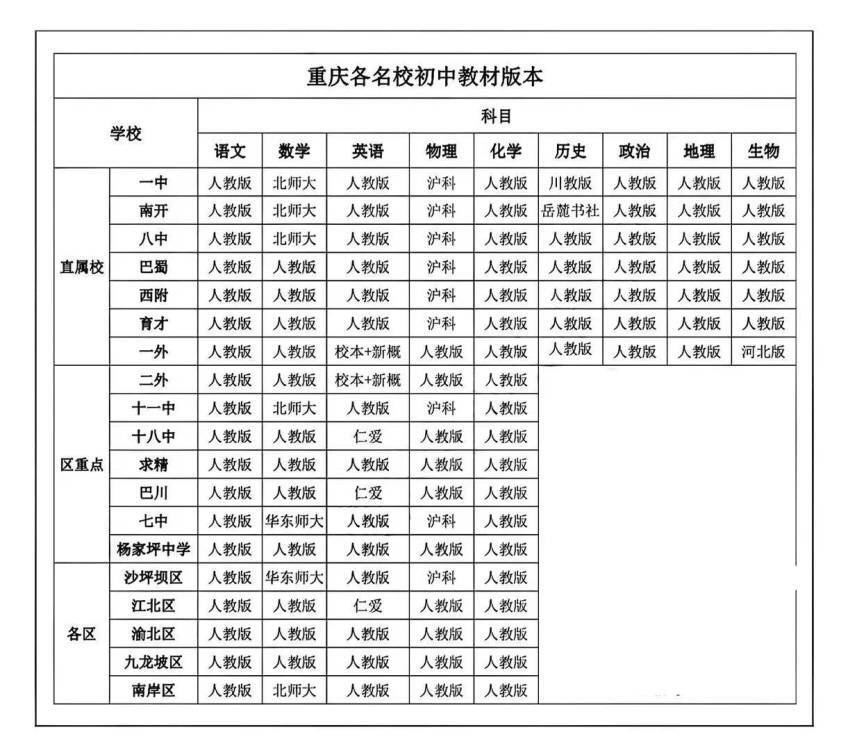 重庆各名校初中教材版本
学校 科目
语文 数学 英语 物理 化学 历史 政治 地理 生物
直属校 一中 人教版 北师大 人教版 沪科 人教版 川教版 人教版 人教版 人教版
南开 人教版 北师大 人教版 沪科 人教版 岳麓书社 人教版 人教版 人教版
八中 人教版 北师大 人教版 沪科 人教版 人教版 人教版 人教版 人教版
巴蜀 人教版 人教版 人教版 沪科 人教版 人教版 人教版 人教版 人教版
西附 人教版 人教版 人教版 沪科 人教版 人教版 人教版 人教版 人教版
育才 人教版 人教版 人教版 沪科 人教版 人教版 人教版 人教版 人教版
一外 人教版 人教版 校本+新概 人教版 人教版 人教版 人教版 人教版 河北版
区重点 二外 人教版 人教版 校本+新概 人教版 人教版
十一中 人教版 北师大 人教版 沪科 人教版
十八中 人教版 人教版 仁爱 人教版 人教版
求精 人教版 人教版 人教版 人教版 人教版
巴川 人教版 人教版 仁爱 人教版 人教版
七中 人教版 华东师大 人教版 沪科 人教版
杨家坪中学 人教版 人教版 人教版 人教版 人教版
各区 沙坪坝区 人教版 华东师大 人教版 沪科 人教版
江北区 人教版 人教版 仁爱 人教版 人教版
渝北区 人教版 人教版 人教版 人教版 人教版
九龙坡区 人教版 人教版 人教版 人教版 人教版
南岸区 人教版 北师大 人教版 人教版 人教版